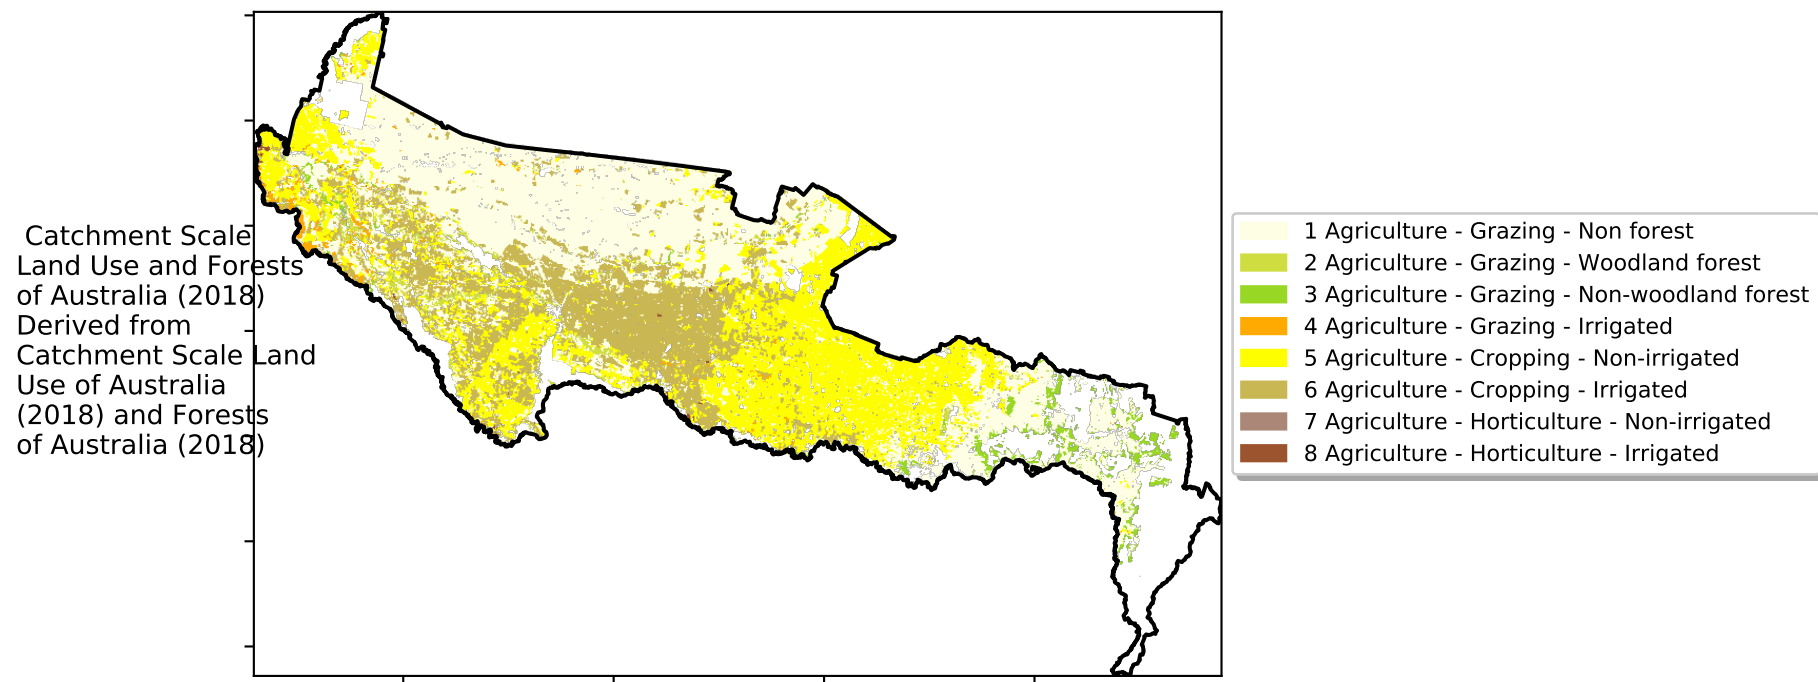 Catchment Scale
Land Use and Forests
of Australia (2018)
Derived from
Catchment Scale Land
Use of Australia
(2018) and Forests
of Australia (2018)
1 Agriculture - Grazing - Non forest
2 Agriculture - Grazing - Woodland forest
3 Agriculture - Grazing - Non-woodland forest
4 Agriculture - Grazing - Irrigated
5 Agriculture - Cropping - Non-irrigated
6 Agriculture - Cropping - Irrigated
7 Agriculture - Horticulture - Non-irrigated
8 Agriculture - Horticulture - Irrigated